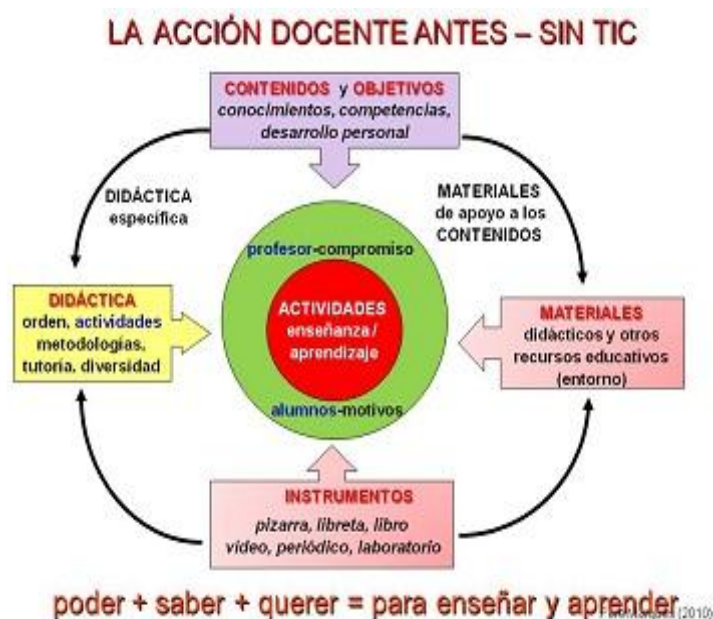 LA ACCIÓN DOCENTE ANTES – SIN TIC
CONTENIDOS y OBJETIVOS
conocimientos, competencias,
desarrollo personal
DIDÁCTICA
específica
MATERIALES
de apoyo a los
CONTENIDOS
profesor-compromiso
ACTIVIDADES
enseñanza /
aprendizaje
alumnos-motivos
DIDÁCTICA
orden, actividades
metodologías,
tutoría, diversidad
MATERIALES
didácticos y otros
recursos educativos
(entorno)
INSTRUMENTOS
pizarra, libreta, libro
vídeo, periódico, laboratorio
poder + saber + querer = para enseñar y aprender
(2010)